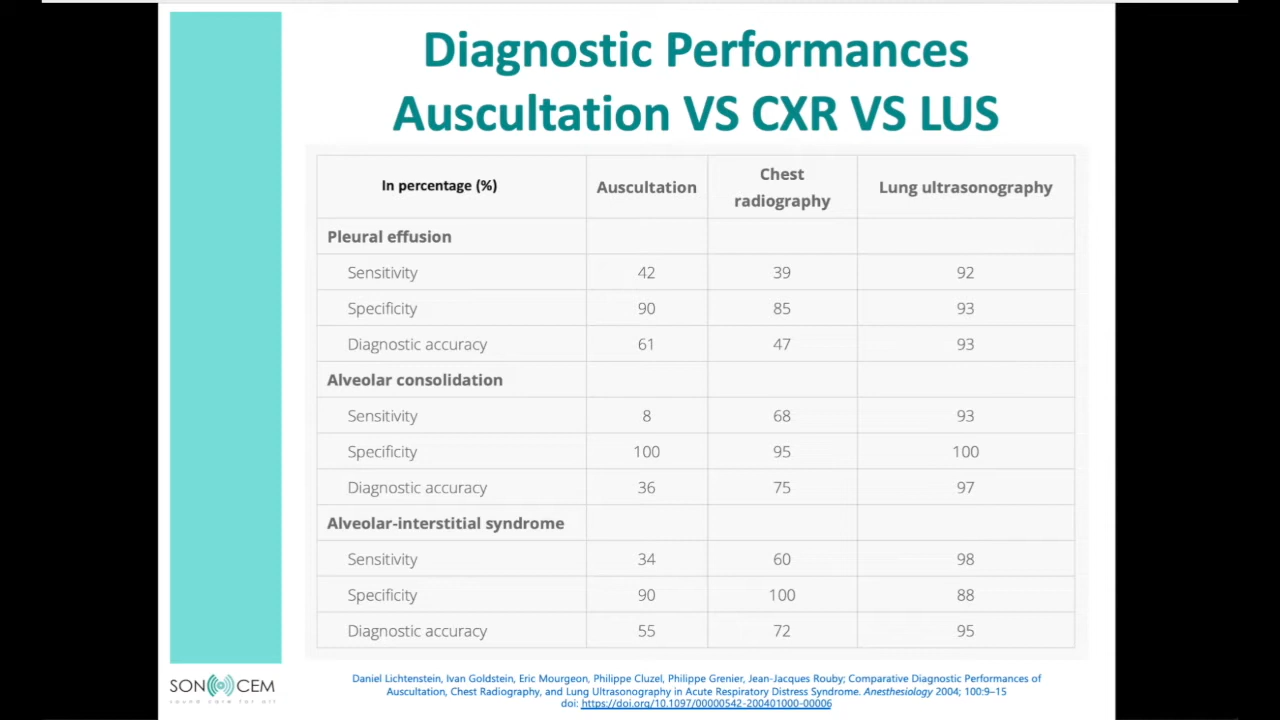 Diagnostic Performances
Auscultation VS CXR VS LUS
In percentage (%) Auscultation Chest radiography Lung ultrasonography
Pleural effusion
Sensitivity 42 39 92
Specificity 90 85 93
Diagnostic accuracy 61 47 93
Alveolar consolidation
Sensitivity 8 68 93
Specificity 100 95 100
Diagnostic accuracy 36 75 97
Alveolar-interstitial syndrome
Sensitivity 34 60 98
Specificity 90 100 88
Diagnostic accuracy 55 72 95
SON CEM
sound care for all
Daniel Lichtenstein, Ivan Goldstein, Eric Mourgeon, Philippe Cluzel, Philippe Grenier, Jean-Jacques Rouby; Comparative Diagnostic Performances of
Auscultation, Chest Radiography, and Lung Ultrasonography in Acute Respiratory Distress Syndrome. Anesthesiology 2004; 100:9–15
doi: https://doi.org/10.1097/00000542-200401000-00006